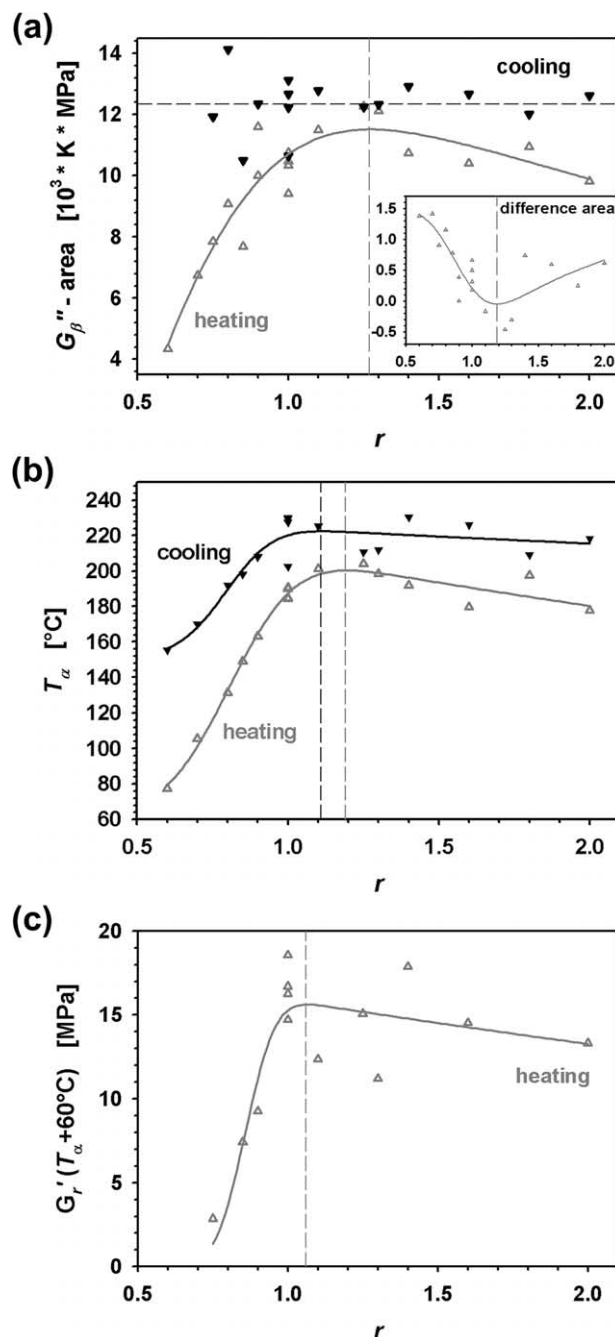 (a)
14
12
10
8
6
4
G_β'' - area [10³ * K * MPa]
cooling
heating
difference area
1.5
1.0
0.5
0.0
-0.5
0.5 1.0 1.5 2.0
0.5 1.0 1.5 2.0
r
(b)
240
220
200
180
160
140
120
100
80
60
T_α [°C]
cooling
heating
0.5 1.0 1.5 2.0
r
(c)
20
15
10
5
0
G_r' (T_α +60°C) [MPa]
heating
0.5 1.0 1.5 2.0
r